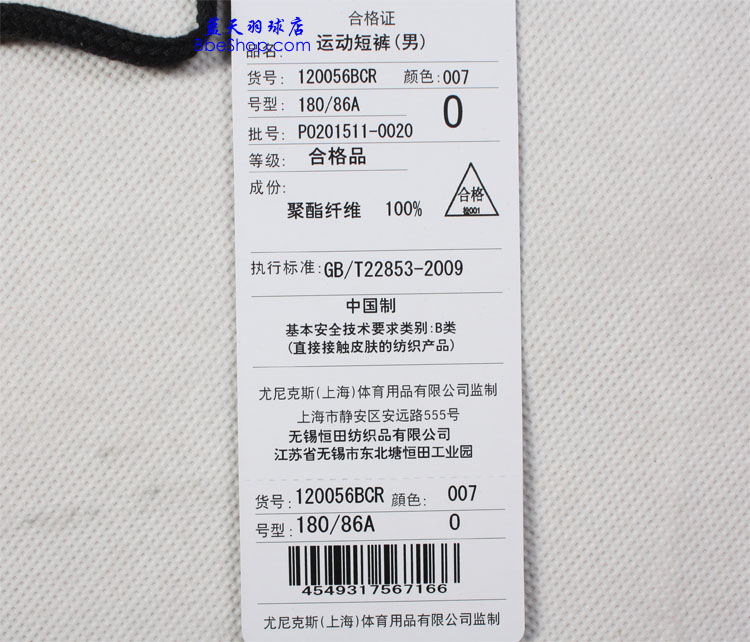 合格证
蓝天羽球店
BoeShop.com
品名: 运动短裤(男)
货号: 120056BCR 颜色: 007
号型: 180/86A
O
批号: P0201511-0020
等级: 合格品
成份:
聚酯纤维 100%
合格
检001
执行标准: GB/T22853-2009
中国制
基本安全技术要求类别:B类
(直接接触皮肤的纺织产品)
尤尼克斯(上海)体育用品有限公司监制
上海市静安区安远路555号
无锡恒田纺织品有限公司
江苏省无锡市东北塘恒田工业园
货号: 120056BCR 顔色: 007
号型: 180/86A O
4549317567166
尤尼克斯(上海)体育用品有限公司监制